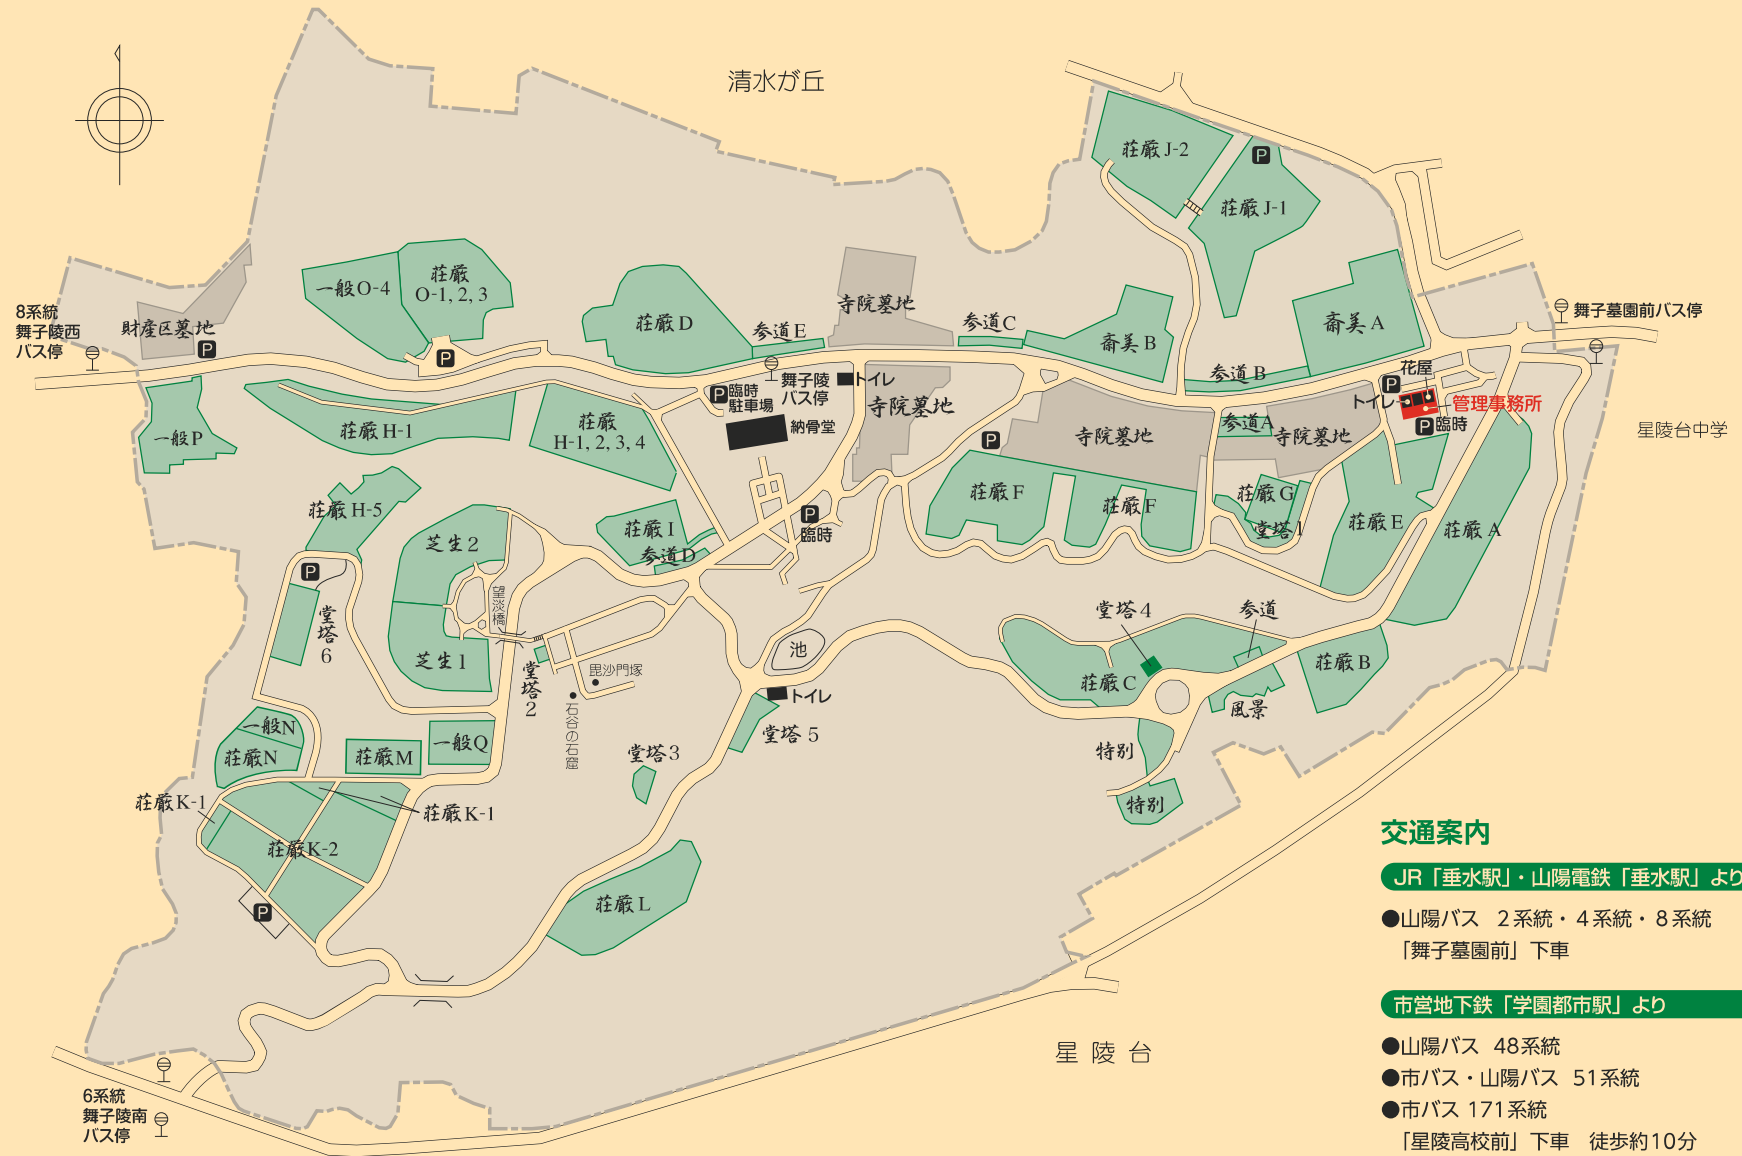 清水が丘
荘厳J-2
P
荘厳J-1
一般O-4
荘厳
O-1, 2, 3
財産区墓地
P
8系統
舞子陵西
バス停
P
荘厳D
参道E
寺院墓地
参道C
斎美B
斎美A
舞子墓園前バス停
舞子陵
バス停
トイレ
P
臨時
駐車場
納骨堂
寺院墓地
参道B
花屋
P
トイレ
管理事務所
P
臨時
星陵台中学
一般P
荘厳H-1
荘厳
H-1, 2, 3, 4
P
寺院墓地
参道A
寺院墓地
荘厳H-5
荘厳F
荘厳F
荘厳G
堂塔1
荘厳E
荘厳A
芝生2
荘厳I
参道D
P
臨時
P
望淡橋
堂塔6
芝生1
堂塔2
毘沙門塚
石谷の石窟
池
トイレ
堂塔5
堂塔4
参道
荘厳C
荘厳B
風景
特別
特別
一般N
荘厳N
荘厳M
一般Q
堂塔3
荘厳K-1
荘厳K-1
荘厳K-2
P
荘厳L
星陵台
6系統
舞子陵南
バス停
交通案内
JR「垂水駅」・山陽電鉄「垂水駅」より
●山陽バス 2系統・4系統・8系統
「舞子墓園前」下車
市営地下鉄「学園都市駅」より
●山陽バス 48系統
●市バス・山陽バス 51系統
●市バス 171系統
「星陵高校前」下車 徒歩約10分